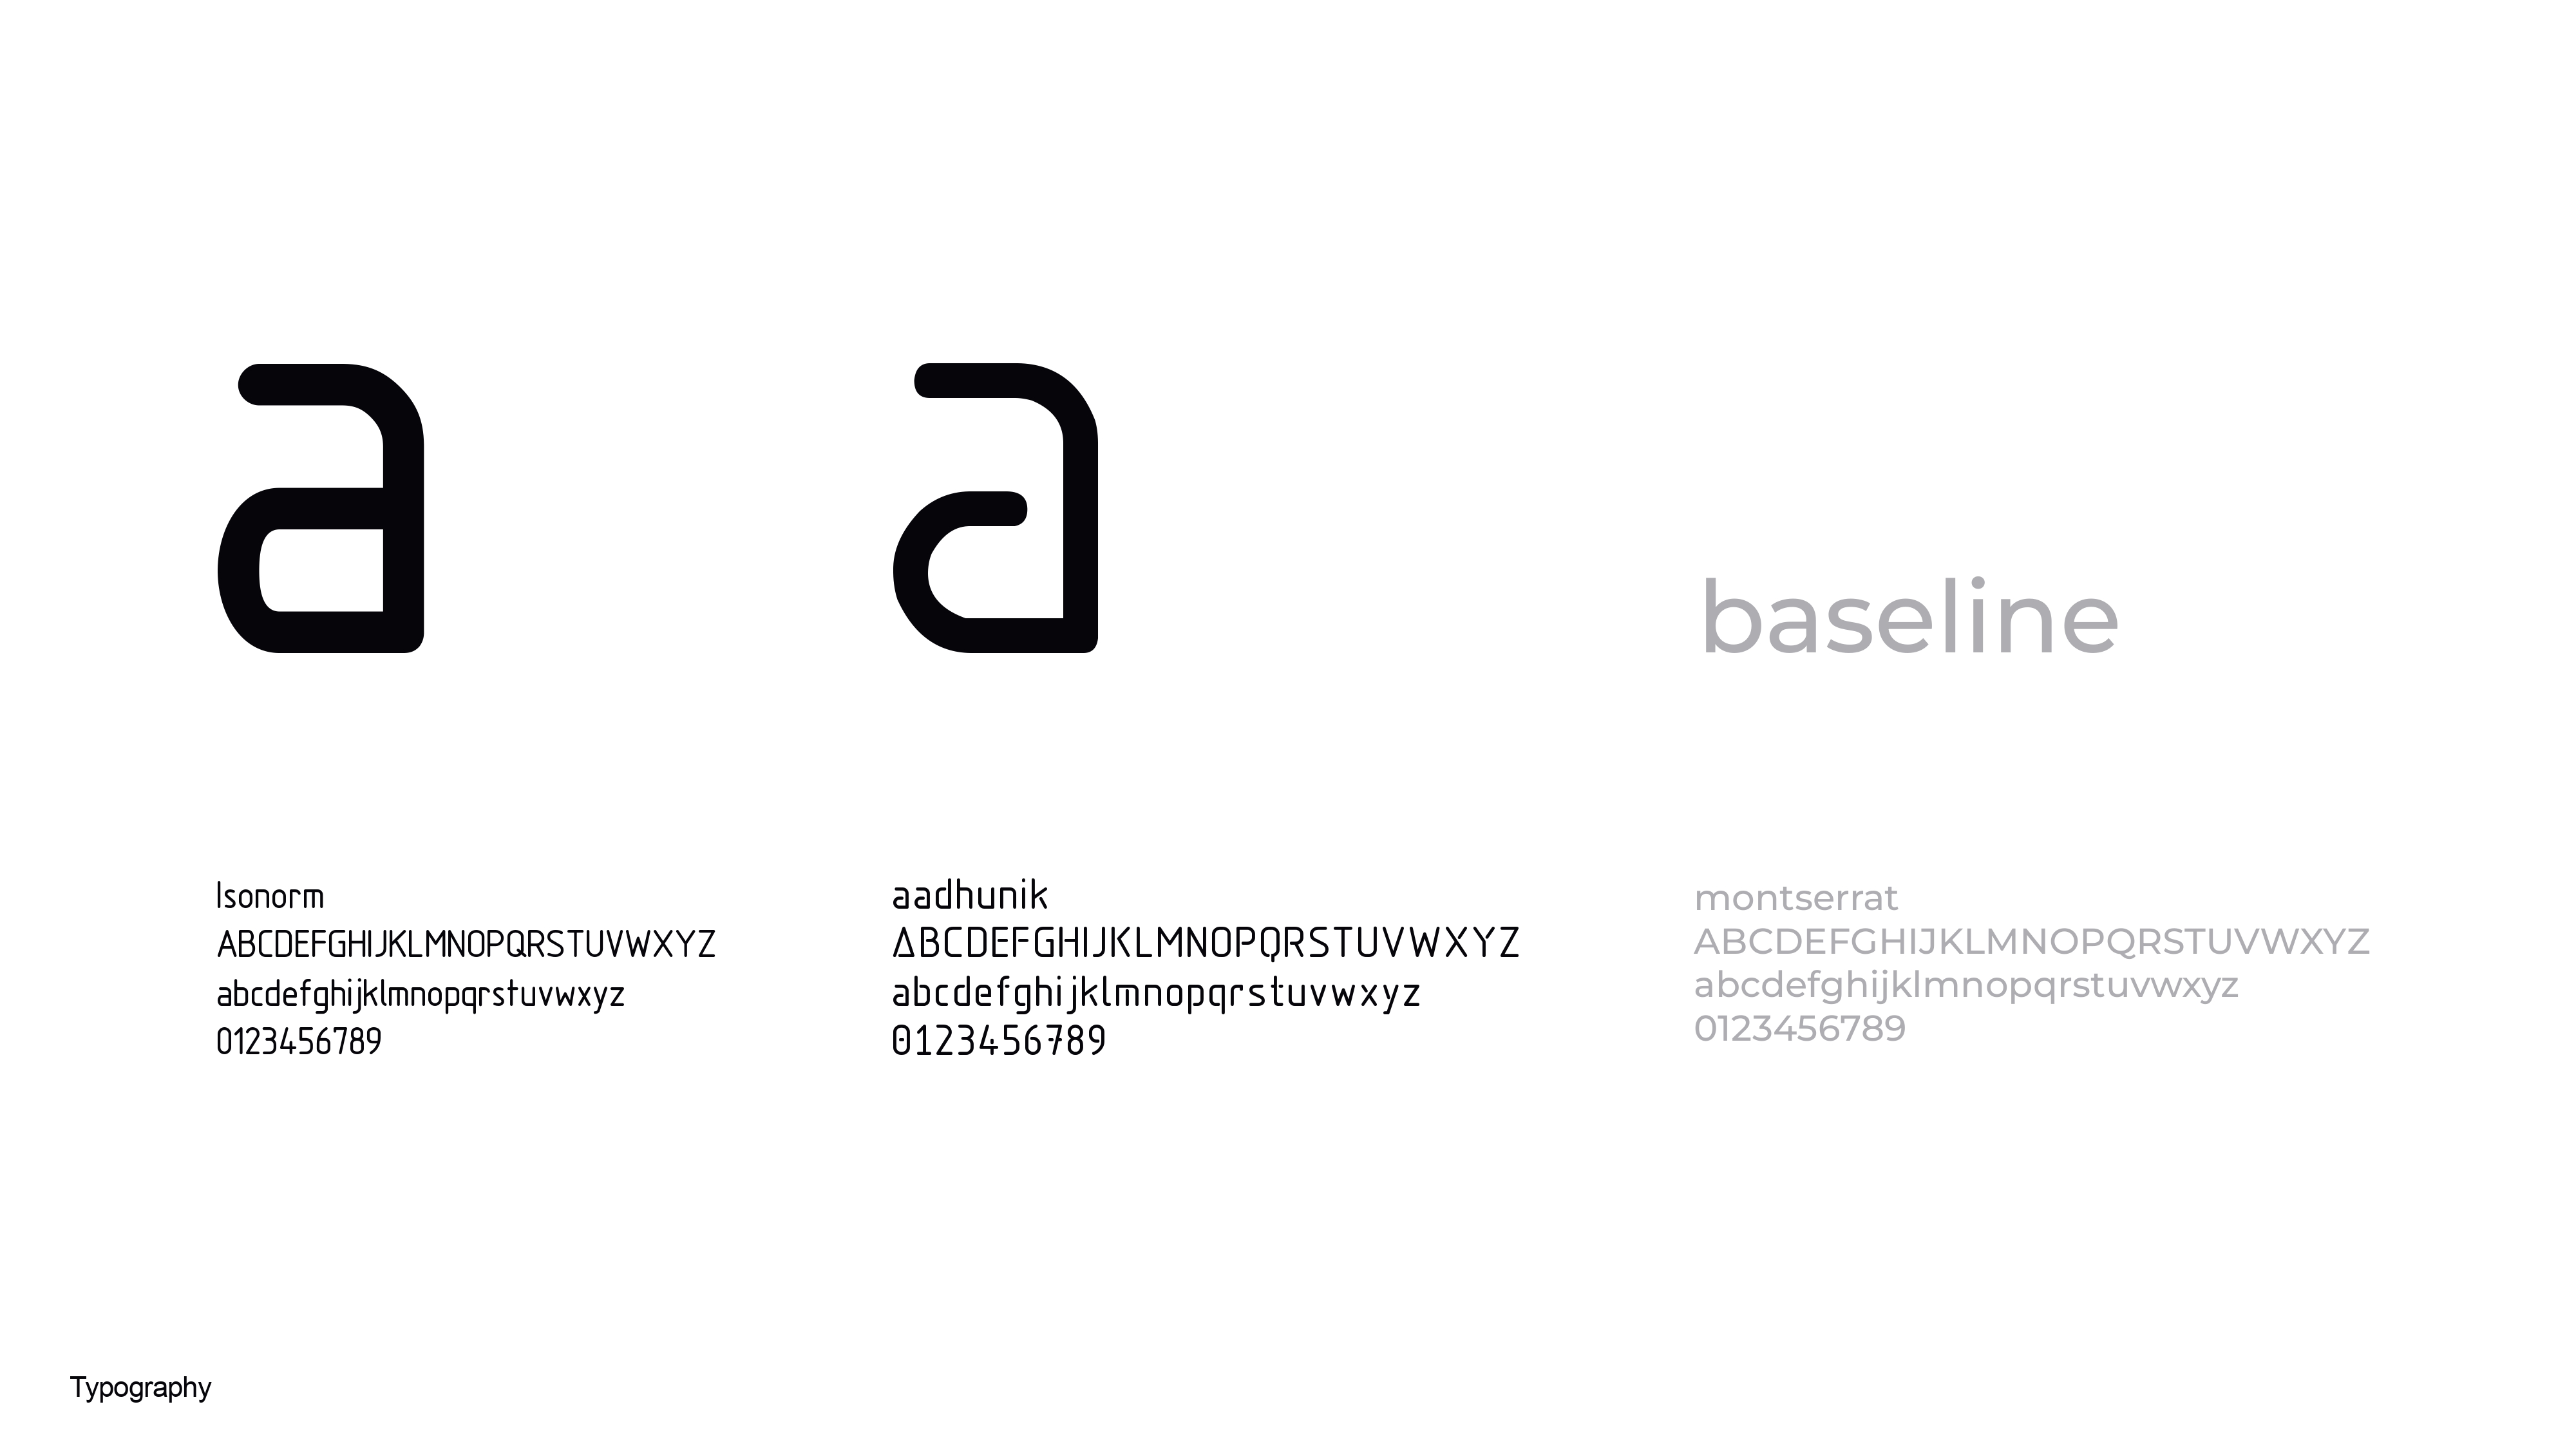 a
Isonorm
ABCDEFGHIJKLMNOPQRSTUVWXYZ
abcdefghijklmnopqrstuvwxyz
0123456789
a
aadhunik
ABCDEFGHIJKLMNOPQRSTUVWXYZ
abcdefghijklmnopqrstuvwxyz
0123456789
baseline
montserrat
ABCDEFGHIJKLMNOPQRSTUVWXYZ
abcdefghijklmnopqrstuvwxyz
0123456789
Typography